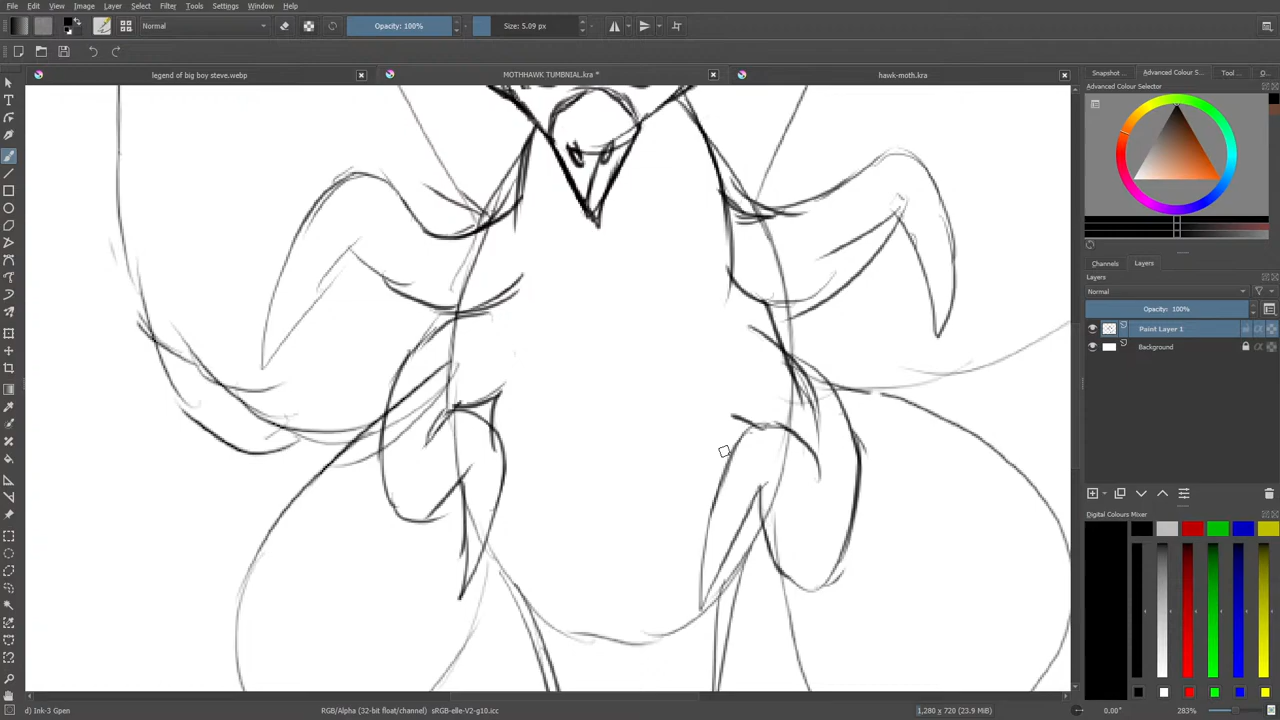 File Edit View Image Layer Select Filter Tools Settings Window Help
Normal Opacity: 100% Size: 5.09 px
legend of big boy steve.webp MOTHHAWK TUMBNIAL.kra * hawk-moth.kra
Snapshot ... Advanced Colour S... Tool ... O...
Advanced Colour Selector
Channels Layers
Layers
Normal
Opacity: 100%
Paint Layer 1
Background
Digital Colours Mixer
d) Ink-3 Gpen RGB/Alpha (32-bit float/channel) sRGB-elle-V2-g10.icc 1,280 x 720 (23.9 MiB) 0.00° 283%